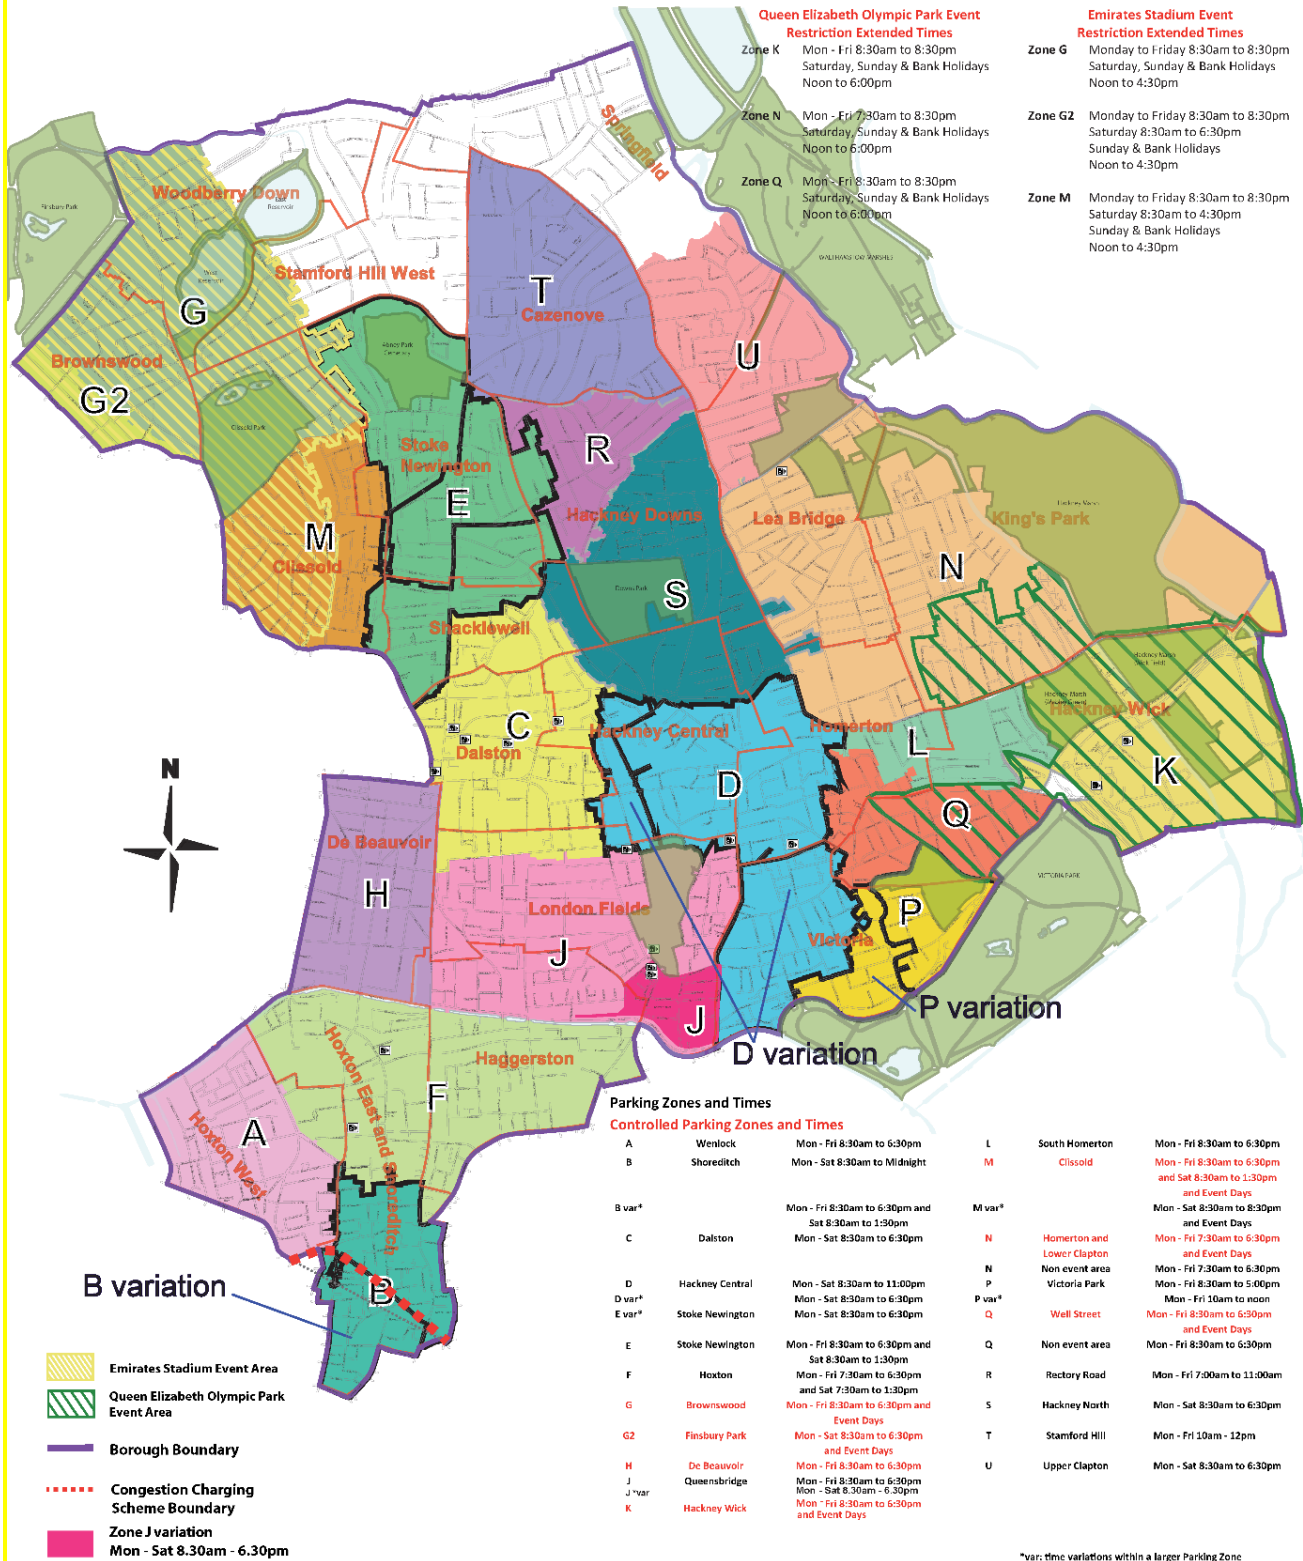 Queen Elizabeth Olympic Park Event
Restriction Extended Times
Zone K Mon - Fri 8:30am to 8:30pm
Saturday, Sunday & Bank Holidays
Noon to 6:00pm
Zone N Mon - Fri 7:30am to 8:30pm
Saturday, Sunday & Bank Holidays
Noon to 6:00pm
Zone Q Mon - Fri 8:30am to 8:30pm
Saturday, Sunday & Bank Holidays
Noon to 6:00pm
Emirates Stadium Event
Restriction Extended Times
Zone G Monday to Friday 8:30am to 8:30pm
Saturday, Sunday & Bank Holidays
Noon to 4:30pm
Zone G2 Monday to Friday 8:30am to 8:30pm
Saturday 8:30am to 6:30pm
Sunday & Bank Holidays
Noon to 4:30pm
Zone M Monday to Friday 8:30am to 8:30pm
Saturday 8:30am to 4:30pm
Sunday & Bank Holidays
Noon to 4:30pm
Springfield
Woodberry Down
Finsbury Park
Reservoir
West
Reservoir
WALTHAMSTOW MARSHES
Stamford Hill West
T
Cazenove
G
Abney Park
Cemetery
U
Brownswood
G2
Clissold Park
Stoke
Newington
R
E
Hackney Downs
Lea Bridge
Hackney Marsh
King's Park
M
Clissold
N
Downs Park
S
Shacklewell
Hackney Marsh
Hackney Marsh
Hackney Wick
C
Dalston
Hackney Central
Homerton
L
N
D
K
Q
De Beauvoir
H
VICTORIA PARK
London Fields
P
Victoria
J
P variation
J
D variation
Hoxton East and Shoreditch
Haggerston
F
A
Hoxton West
B variation
B
Parking Zones and Times
Controlled Parking Zones and Times
A Wenlock Mon - Fri 8:30am to 6:30pm
B Shoreditch Mon - Sat 8:30am to Midnight
B var* Mon - Fri 8:30am to 6:30pm and
Sat 8:30am to 1:30pm
C Dalston Mon - Sat 8:30am to 6:30pm
D Hackney Central Mon - Sat 8:30am to 11:00pm
D var* Mon - Sat 8:30am to 6:30pm
E var* Stoke Newington Mon - Sat 8:30am to 6:30pm
E Stoke Newington Mon - Fri 8:30am to 6:30pm and
Sat 8:30am to 1:30pm
F Hoxton Mon - Fri 7:30am to 6:30pm
and Sat 7:30am to 1:30pm
G Brownswood Mon - Fri 8:30am to 6:30pm and
Event Days
G2 Finsbury Park Mon - Sat 8:30am to 6:30pm
and Event Days
H De Beauvoir Mon - Fri 8:30am to 6:30pm
J Queensbridge Mon - Fri 8:30am to 6:30pm
J *var Mon - Sat 8.30am - 6.30pm
K Hackney Wick Mon - Fri 8:30am to 6:30pm
and Event Days
L South Homerton Mon - Fri 8:30am to 6:30pm
M Clissold Mon - Fri 8:30am to 6:30pm
and Sat 8:30am to 1:30pm
and Event Days
M var* Mon - Sat 8:30am to 8:30pm
and Event Days
N Homerton and Mon - Fri 7:30am to 6:30pm
Lower Clapton and Event Days
N Non event area Mon - Fri 7:30am to 6:30pm
P Victoria Park Mon - Fri 8:30am to 5:00pm
P var* Mon - Fri 10am to noon
Q Well Street Mon - Fri 8:30am to 6:30pm
and Event Days
Q Non event area Mon - Fri 8:30am to 6:30pm
R Rectory Road Mon - Fri 7:00am to 11:00am
S Hackney North Mon - Sat 8:30am to 6:30pm
T Stamford Hill Mon - Fri 10am - 12pm
U Upper Clapton Mon - Sat 8:30am to 6:30pm
Emirates Stadium Event Area
Queen Elizabeth Olympic Park
Event Area
Borough Boundary
Congestion Charging
Scheme Boundary
Zone J variation
Mon - Sat 8.30am - 6.30pm
*var: time variations within a larger Parking Zone